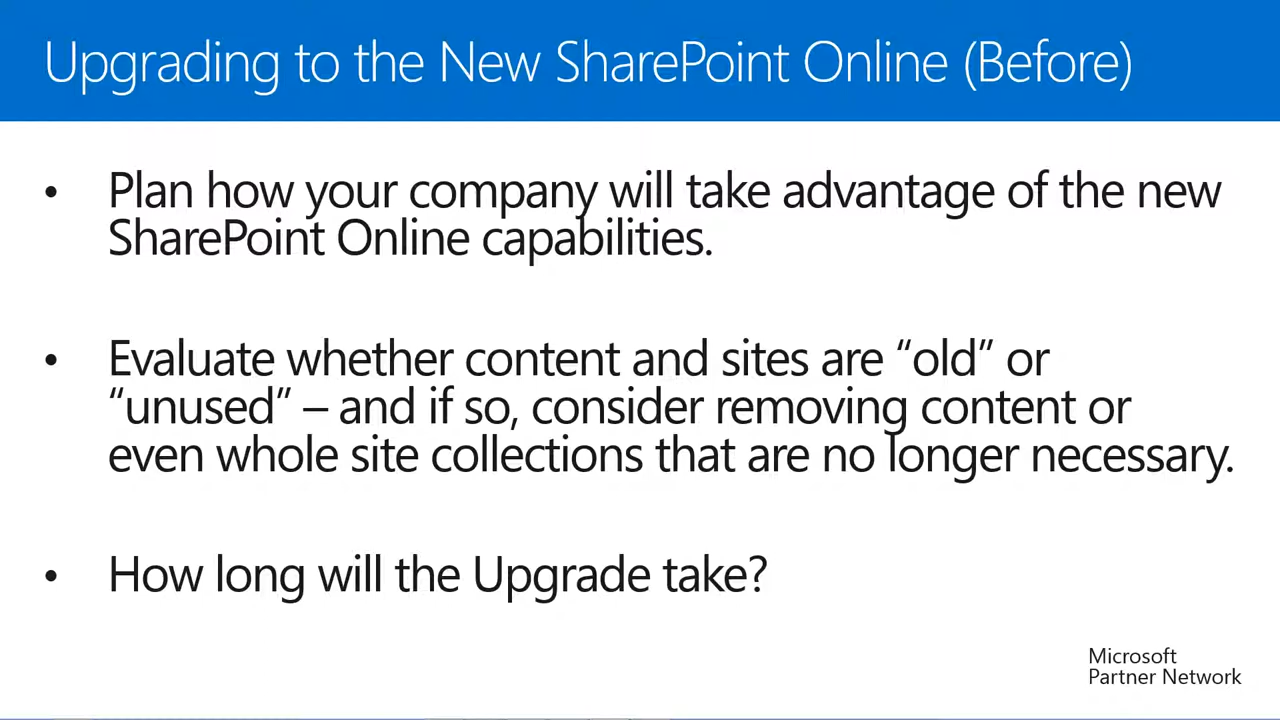 Upgrading to the New SharePoint Online (Before)
• Plan how your company will take advantage of the new
SharePoint Online capabilities.
• Evaluate whether content and sites are “old” or
“unused” – and if so, consider removing content or
even whole site collections that are no longer necessary.
• How long will the Upgrade take?
Microsoft
Partner Network